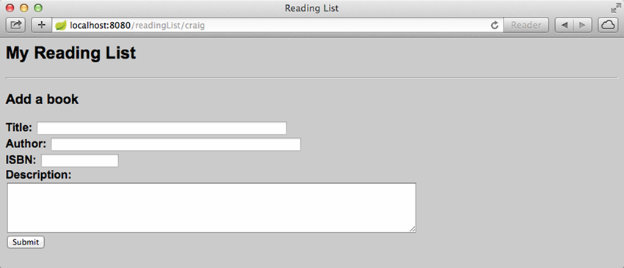 Reading List
localhost:8080/readingList/craig
Reader
My Reading List
Add a book
Title:
Author:
ISBN:
Description:
Submit